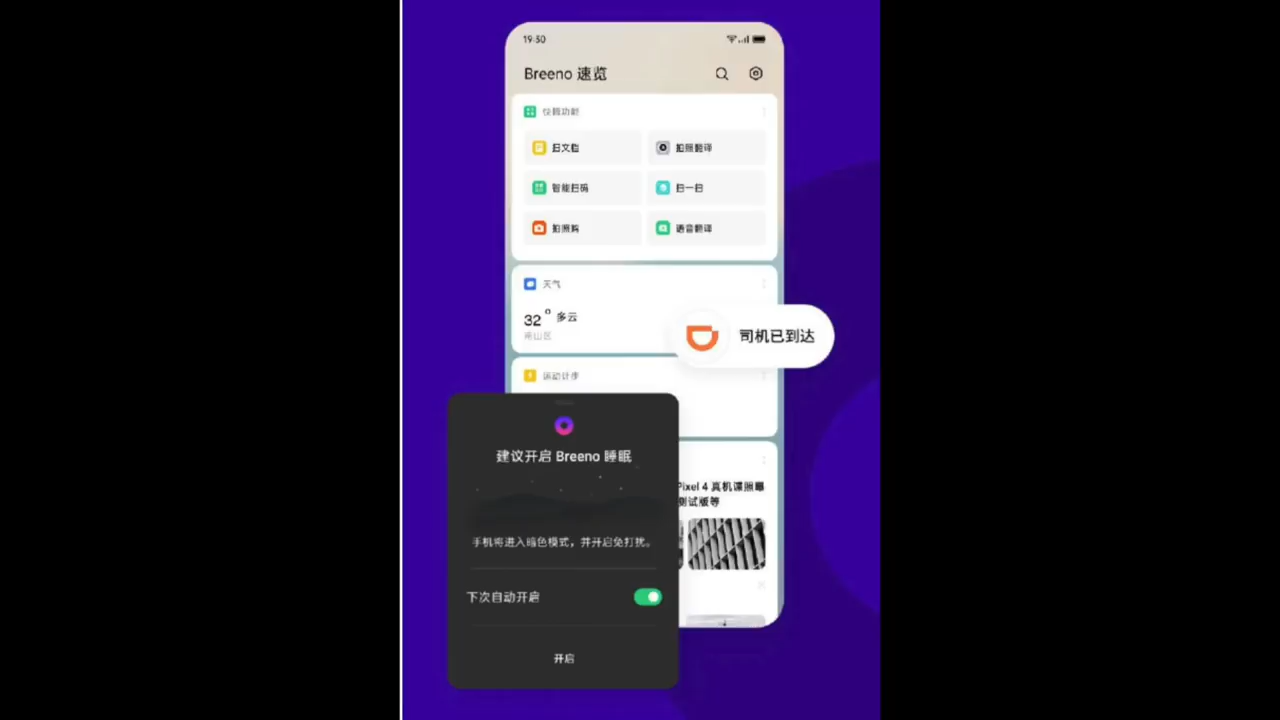 19:30
Breeno 速览
快捷功能
扫文档
拍照翻译
智能扫码
扫一扫
拍照购
语音翻译
天气
32° 多云
南山区
司机已到达
运动计步
建议开启 Breeno 睡眠
Pixel 4 真机谍照曝
测试版等
手机将进入暗色模式，并开启免打扰。
下次自动开启
开启